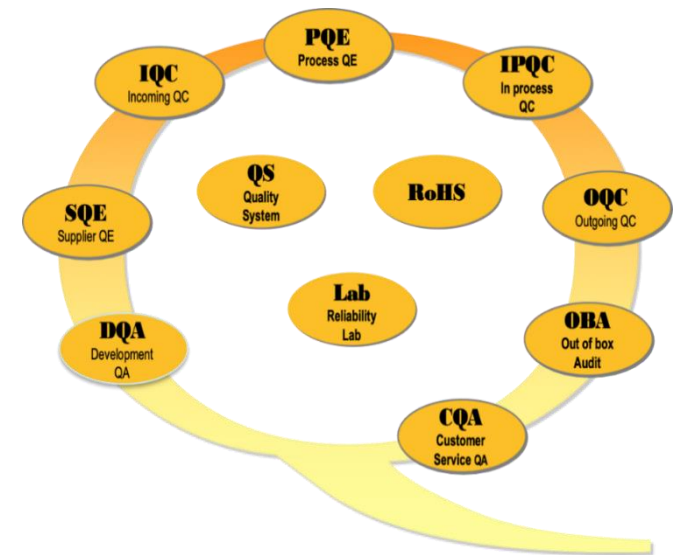 PQE
Process QE
IQC
Incoming QC
IPQC
In process
QC
QS
Quality
System
RoHS
SQE
Supplier QE
OQC
Outgoing QC
Lab
Reliability
Lab
DQA
Development
QA
OBA
Out of box
Audit
CQA
Customer
Service QA